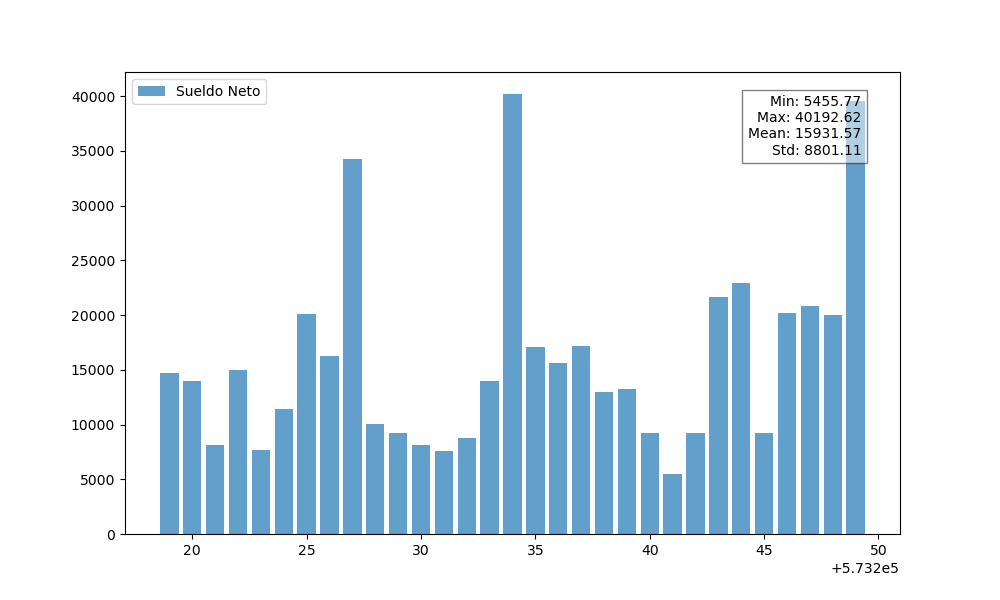 Sueldo Neto
Min: 5455.77
Max: 40192.62
Mean: 15931.57
Std: 8801.11
40000
35000
30000
25000
20000
15000
10000
5000
0
20 25 30 35 40 45 50
+5.732e5